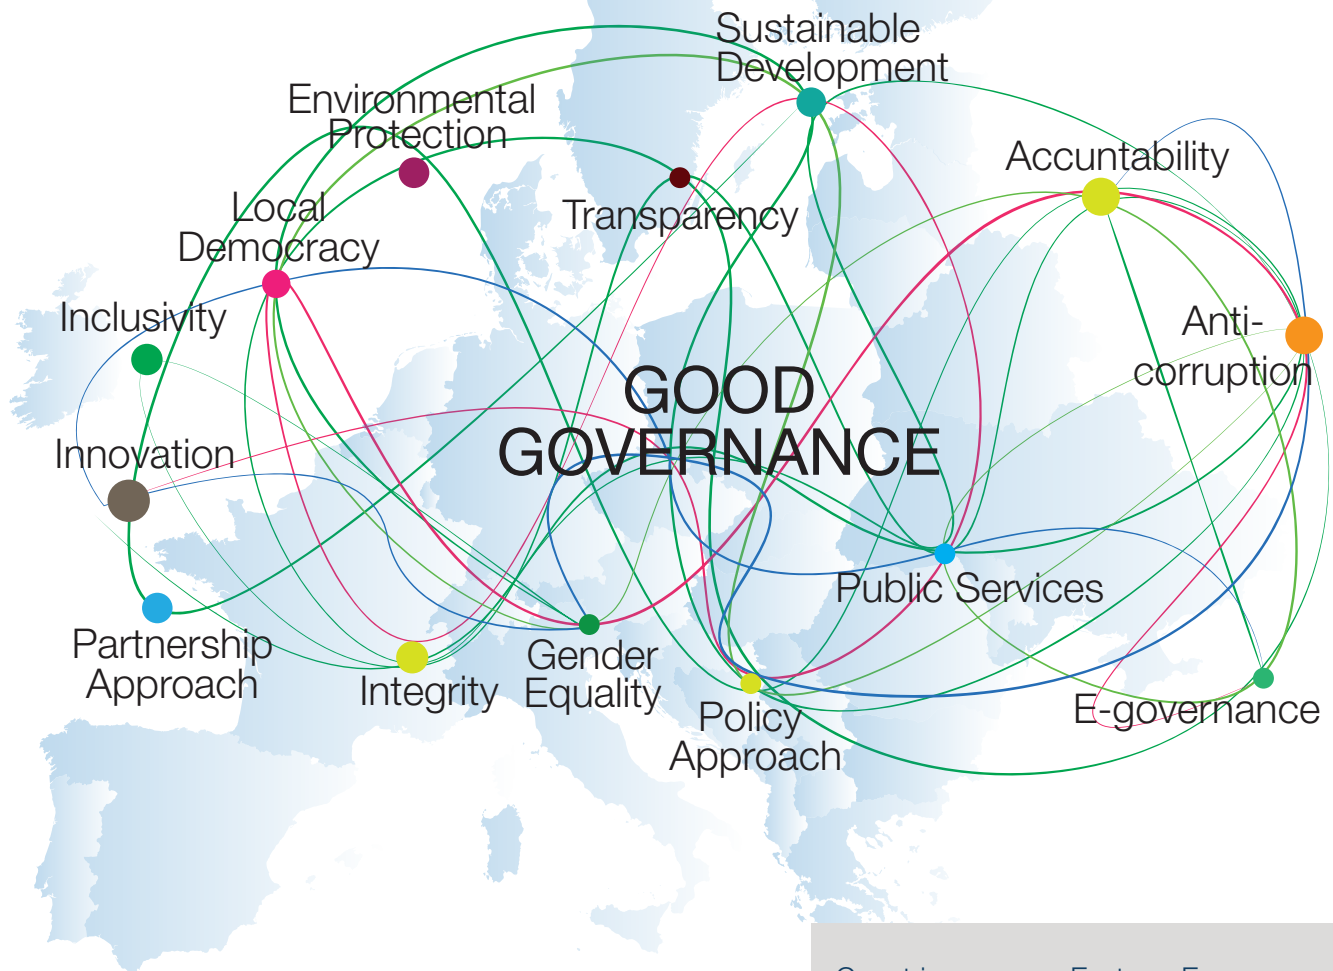 Sustainable
Development
Environmental
Protection
Accuntability
Local
Democracy
Transparency
Inclusivity
Anti-
corruption
GOOD
GOVERNANCE
Innovation
Public Services
Partnership
Approach
Integrity
Gender
Equality
Policy
Approach
E-governance